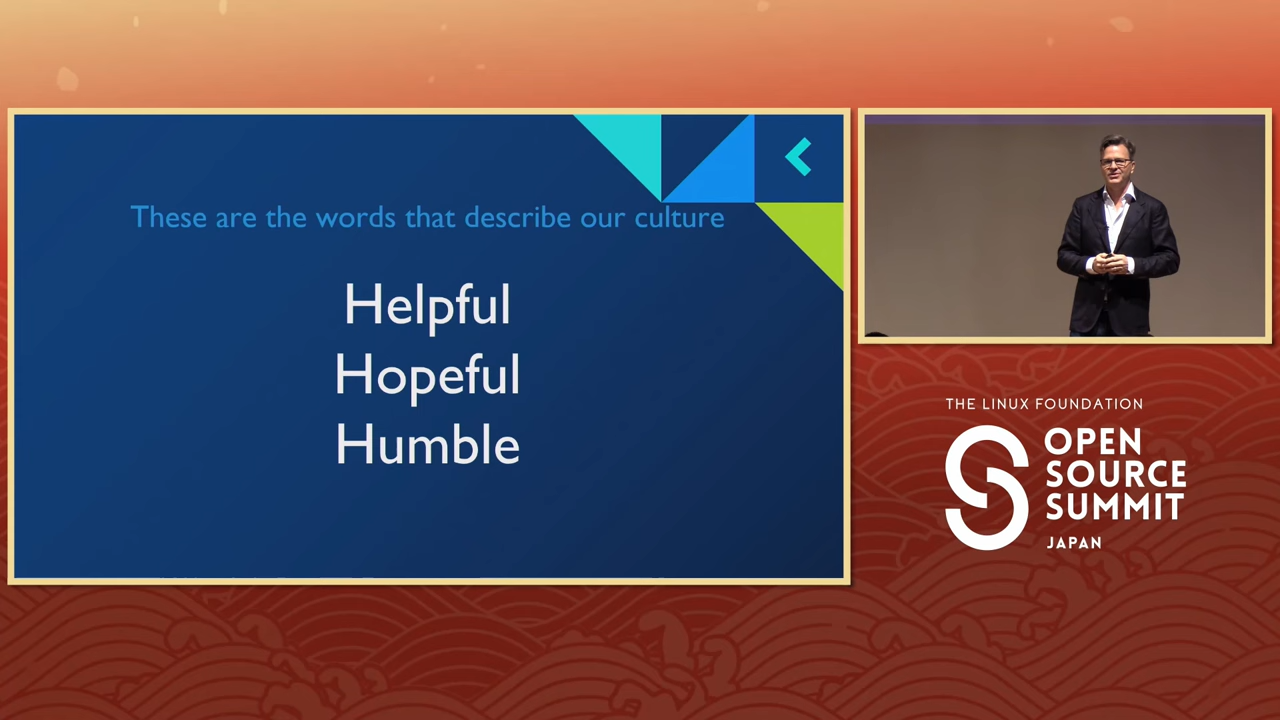 These are the words that describe our culture
Helpful
Hopeful
Humble
THE LINUX FOUNDATION
OPEN
SOURCE
SUMMIT
JAPAN